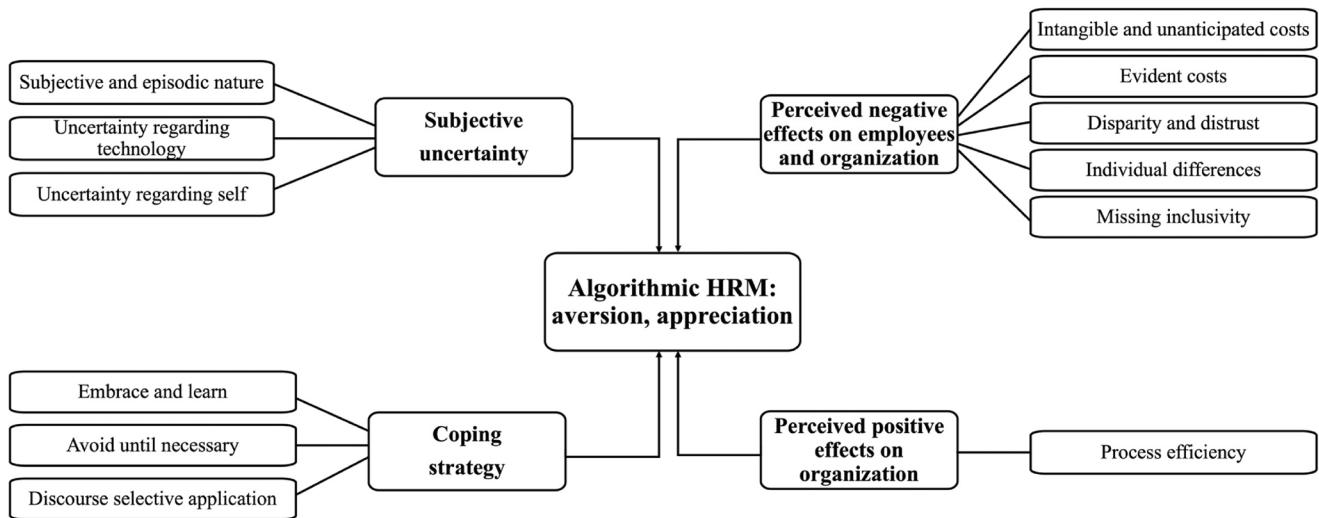 Subjective and episodic nature
Uncertainty regarding
technology
Uncertainty regarding self
Subjective
uncertainty
Perceived negative
effects on employees
and organization
Intangible and unanticipated costs
Evident costs
Disparity and distrust
Individual differences
Missing inclusivity
Algorithmic HRM:
aversion, appreciation
Embrace and learn
Avoid until necessary
Discourse selective application
Coping
strategy
Perceived positive
effects on
organization
Process efficiency